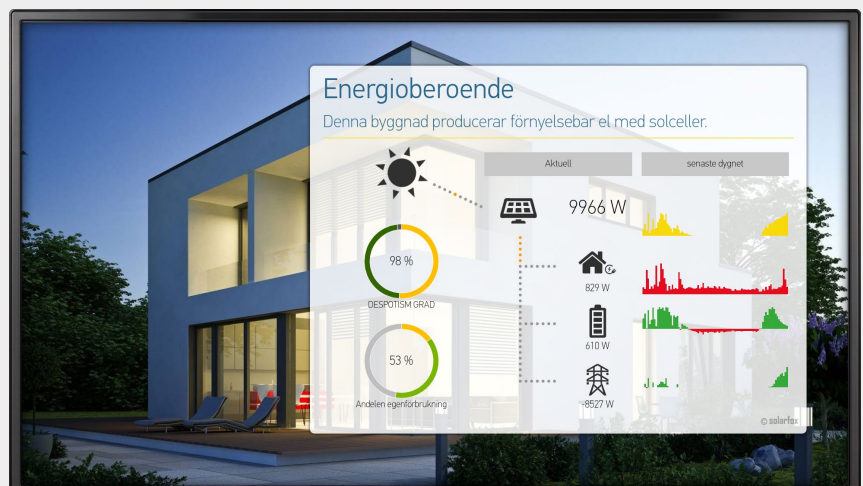 Energioberoende
Denna byggnad producerar förnyelsebar el med solceller.
Aktuell
senaste dygnet
9966 W
98 %
829 W
DESPOTISM GRAD
610 W
53 %
-8527 W
Andelen egenförbrukning
© solarfox